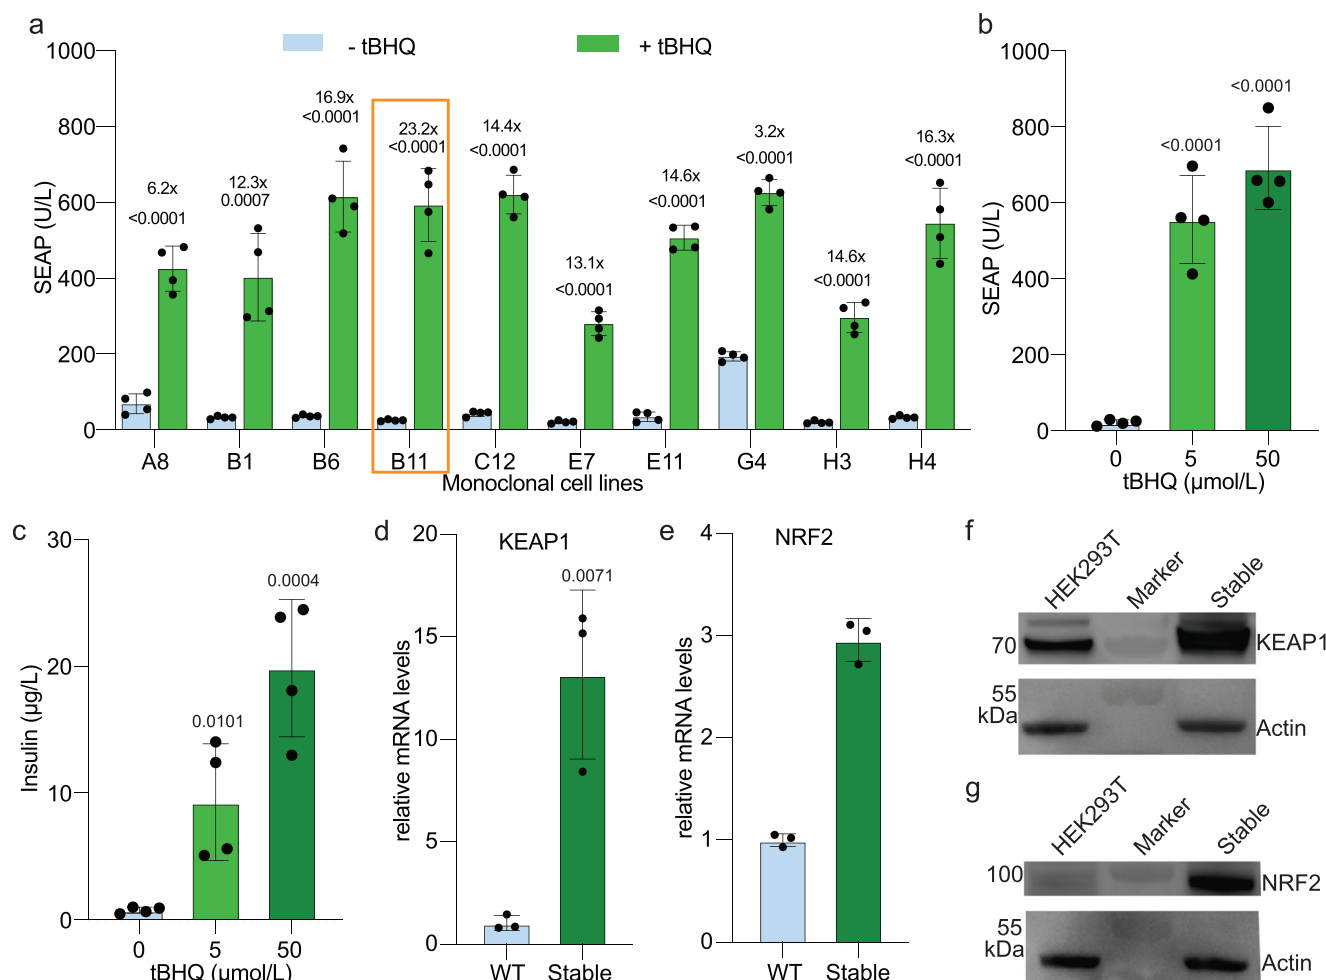 a
- tBHQ
+ tBHQ
SEAP (U/L)
1000
800
600
400
200
0
6.2x
<0.0001
12.3x
0.0007
16.9x
<0.0001
23.2x
<0.0001
14.4x
<0.0001
13.1x
<0.0001
14.6x
<0.0001
3.2x
<0.0001
14.6x
<0.0001
16.3x
<0.0001
A8 B1 B6 B11 C12 E7 E11 G4 H3 H4
Monoclonal cell lines
b
SEAP (U/L)
1000
800
600
400
200
0
<0.0001
<0.0001
0 5 50
tBHQ (µmol/L)
c
Insulin (µg/L)
30
20
10
0
0.0101
0.0004
0 5 50
tBHQ (µmol/L)
d
KEAP1
relative mRNA levels
20
15
10
5
0
0.0071
WT Stable
e
NRF2
relative mRNA levels
4
3
2
1
0
WT Stable
f
HEK293T
Marker
Stable
70
KEAP1
55
kDa
Actin
g
HEK293T
Marker
Stable
100
NRF2
55
kDa
Actin